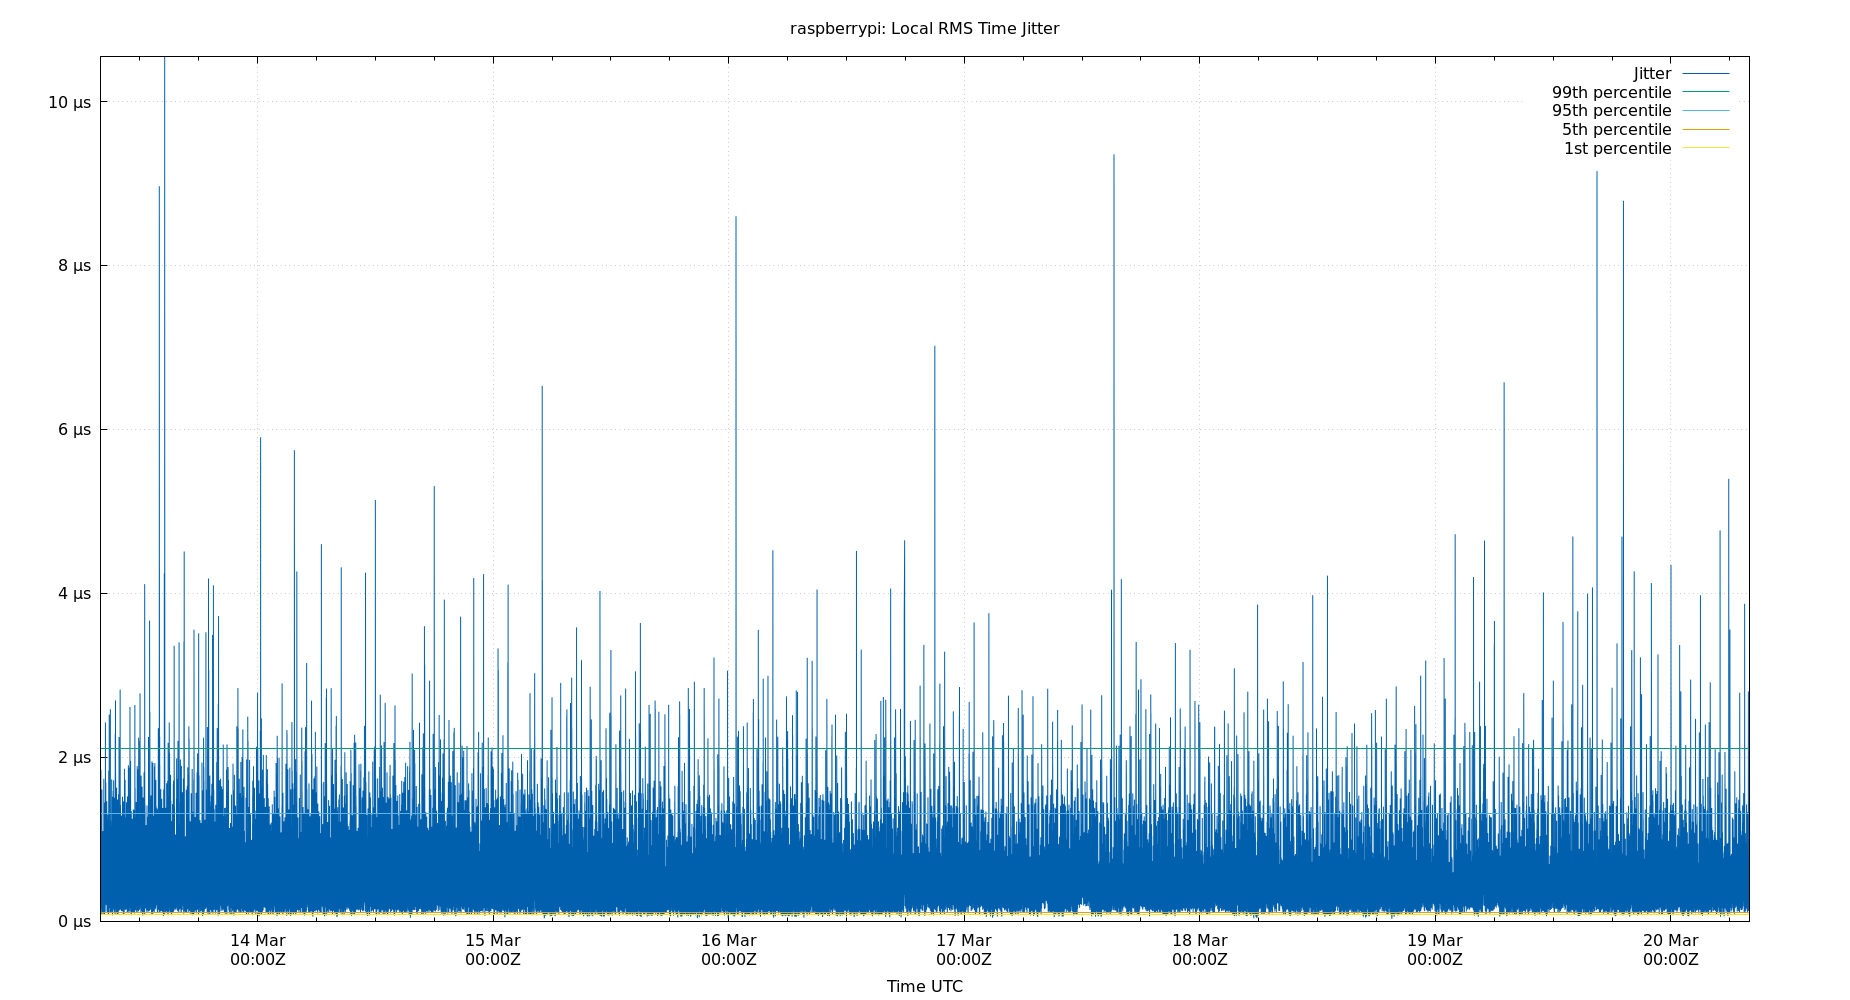 raspberrypi: Local RMS Time Jitter
Jitter
99th percentile
95th percentile
5th percentile
1st percentile
10 µs
8 µs
6 µs
4 µs
2 µs
0 µs
14 Mar 15 Mar 16 Mar 17 Mar 18 Mar 19 Mar 20 Mar
00:00Z 00:00Z 00:00Z 00:00Z 00:00Z 00:00Z 00:00Z
Time UTC